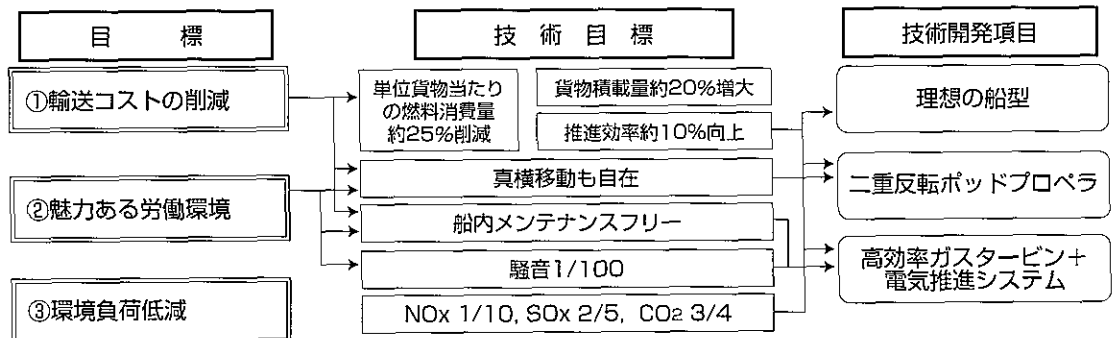 目　標
技 術 目 標
技術開発項目
①輸送コストの削減
②魅力ある労働環境
③環境負荷低減
単位貨物当たり
の燃料消費量
約25%削減
貨物積載量約20%増大
推進効率約10%向上
真横移動も自在
船内メンテナンスフリー
騒音1/100
NOx 1/10, SOx 2/5, CO2 3/4
理想の船型
二重反転ポッドプロペラ
高効率ガスタービン＋
電気推進システム